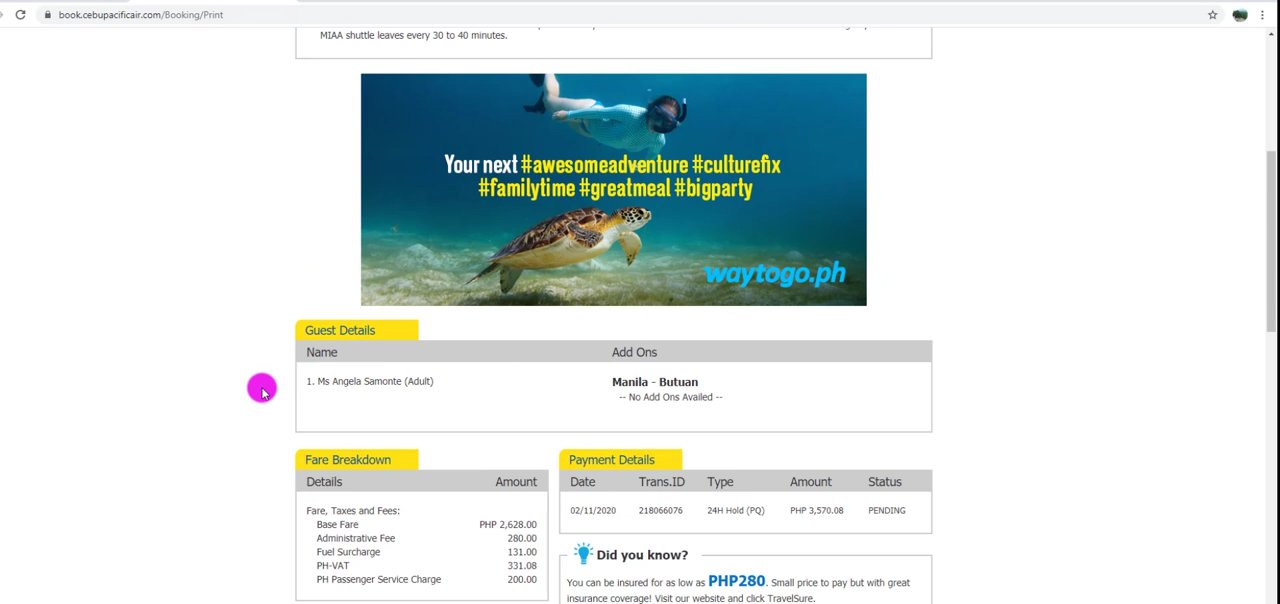 book.cebupacificair.com/Booking/Print
MIAA shuttle leaves every 30 to 40 minutes.
Your next #awesomeadventure #culturefix
#familytime #greatmeal #bigparty
waytogo.ph
Guest Details
Name Add Ons
1. Ms Angela Samonte (Adult) Manila - Butuan
-- No Add Ons Availed --
Fare Breakdown
Details Amount
Fare, Taxes and Fees:
Base Fare PHP 2,628.00
Administrative Fee 280.00
Fuel Surcharge 131.00
PH-VAT 331.08
PH Passenger Service Charge 200.00
Payment Details
Date Trans.ID Type Amount Status
02/11/2020 218066076 24H Hold (PQ) PHP 3,570.08 PENDING
Did you know?
You can be insured for as low as PHP280. Small price to pay but with great
insurance coverage! Visit our website and click TravelSure.